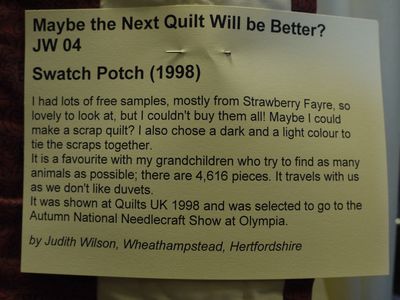 Maybe the Next Quilt Will be Better?
JW 04
Swatch Potch (1998)
I had lots of free samples, mostly from Strawberry Fayre, so
lovely to look at, but I couldn't buy them all! Maybe I could
make a scrap quilt? I also chose a dark and a light colour to
tie the scraps together.
It is a favourite with my grandchildren who try to find as many
animals as possible; there are 4,616 pieces. It travels with us
as we don't like duvets.
It was shown at Quilts UK 1998 and was selected to go to the
Autumn National Needlecraft Show at Olympia.
by Judith Wilson, Wheathampstead, Hertfordshire